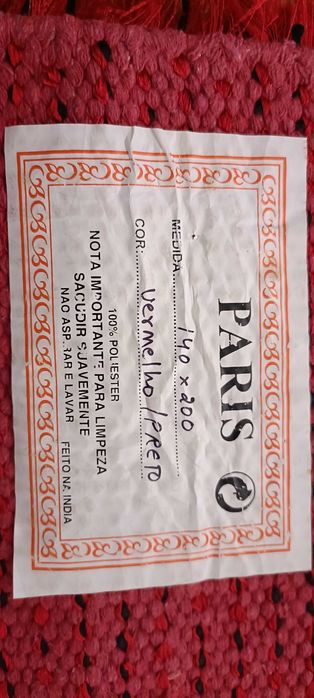 PARIS
MEDIDA 140 x 200
COR: Vermelho/PRETO
100% POLIESTER
NOTA IMPORTANTE PARA LIMPEZA
SACUDIR SUAVEMENTE
NAO ASPIRAR E LAVAR FEITO NA INDIA